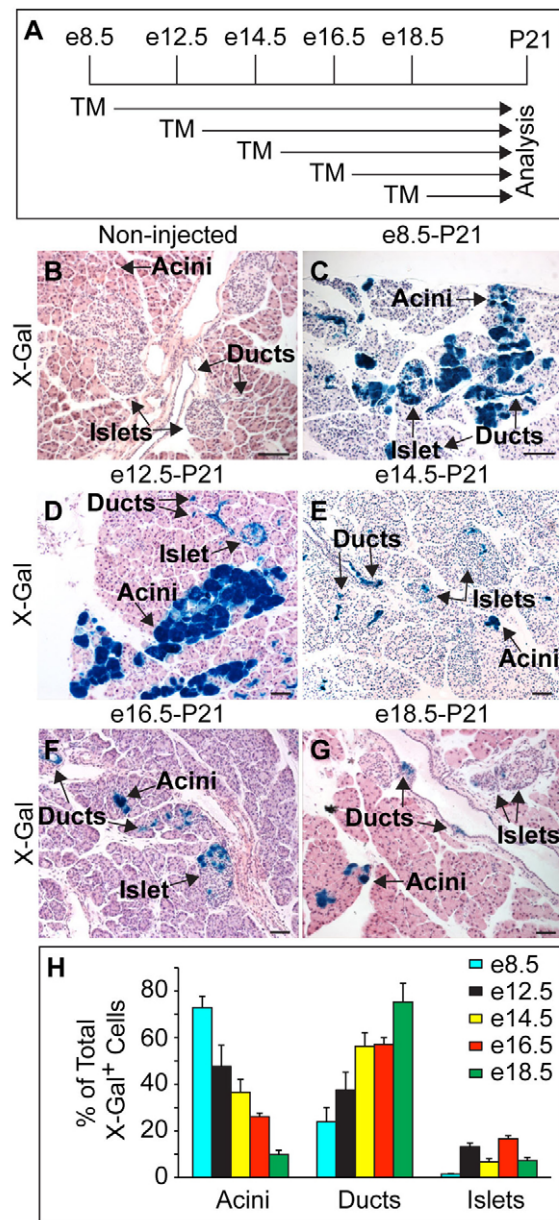 A
e8.5 e12.5 e14.5 e16.5 e18.5 P21
TM
TM
TM
TM
TM
Analysis
Non-injected
e8.5-P21
X-Gal
B
Acini
Ducts
Islets
C
Acini
Islet
Ducts
e12.5-P21
e14.5-P21
X-Gal
D
Ducts
Islet
Acini
E
Ducts
Islets
Acini
e16.5-P21
e18.5-P21
X-Gal
F
Acini
Ducts
Islet
G
Ducts
Islets
Acini
H
% of Total
X-Gal+ Cells
80
60
40
20
0
e8.5
e12.5
e14.5
e16.5
e18.5
Acini Ducts Islets